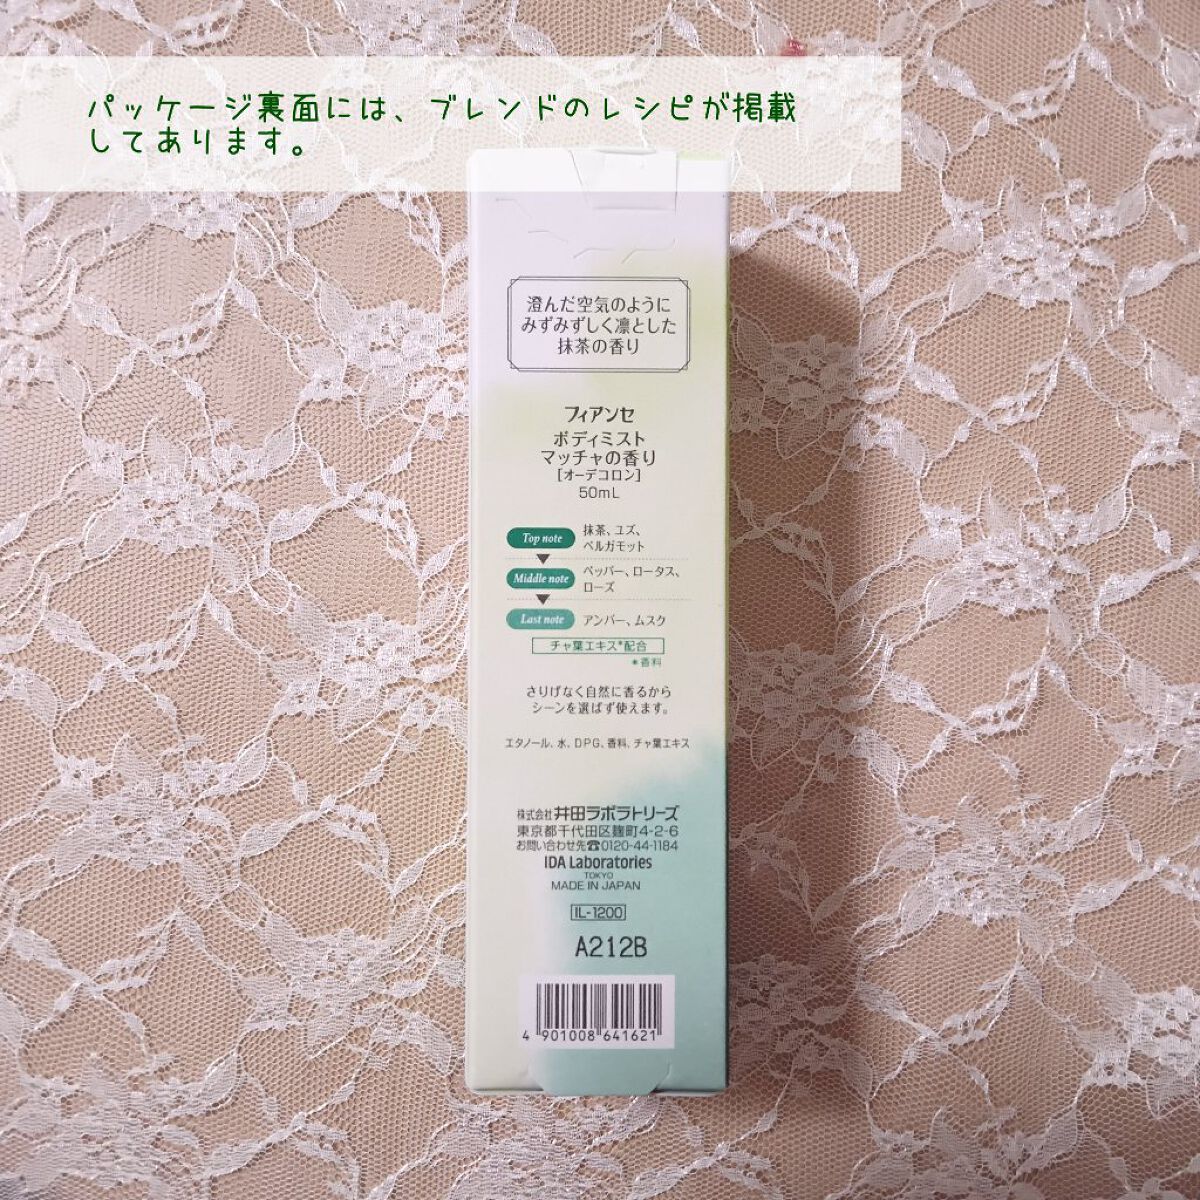 パッケージ裏面には、ブレンドのレシピが掲載
してあります。
澄んだ空気のように
みずみずしく凛とした
抹茶の香り
フィアンセ
ボディミスト
マッチャの香り
[オーデコロン]
50mL
Top note 抹茶、ユズ、
ベルガモット
Middle note ペッパー、ロータス、
ローズ
Last note アンバー、ムスク
チャ葉エキス*配合
*香料
さりげなく自然に香るから
シーンを選ばず使えます。
エタノール、水、DPG、香料、チャ葉エキス
株式会社 井田ラボラトリーズ
東京都千代田区麹町4-2-6
お問い合わせ先☎0120-44-1184
IDA Laboratories
TOKYO
MADE IN JAPAN
IL-1200
A212B
4 901008 641621